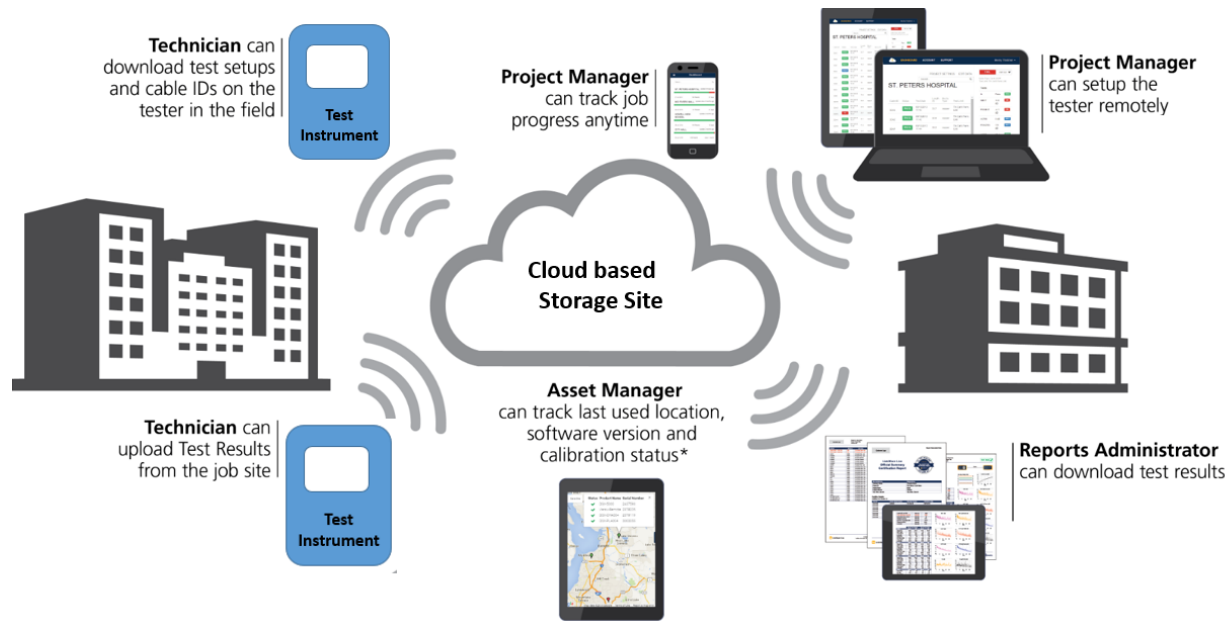 Technician can
download test setups
and cable IDs on the
tester in the field
Test
Instrument
Project Manager
can track job
progress anytime
ST. PETERS HOSPITAL
ST. PETERS HOSPITAL
Project Manager
can setup the
tester remotely
Cloud based
Storage Site
Technician can
upload Test Results
from the job site
Test
Instrument
Asset Manager
can track last used location,
software version and
calibration status*
Reports Administrator
can download test results